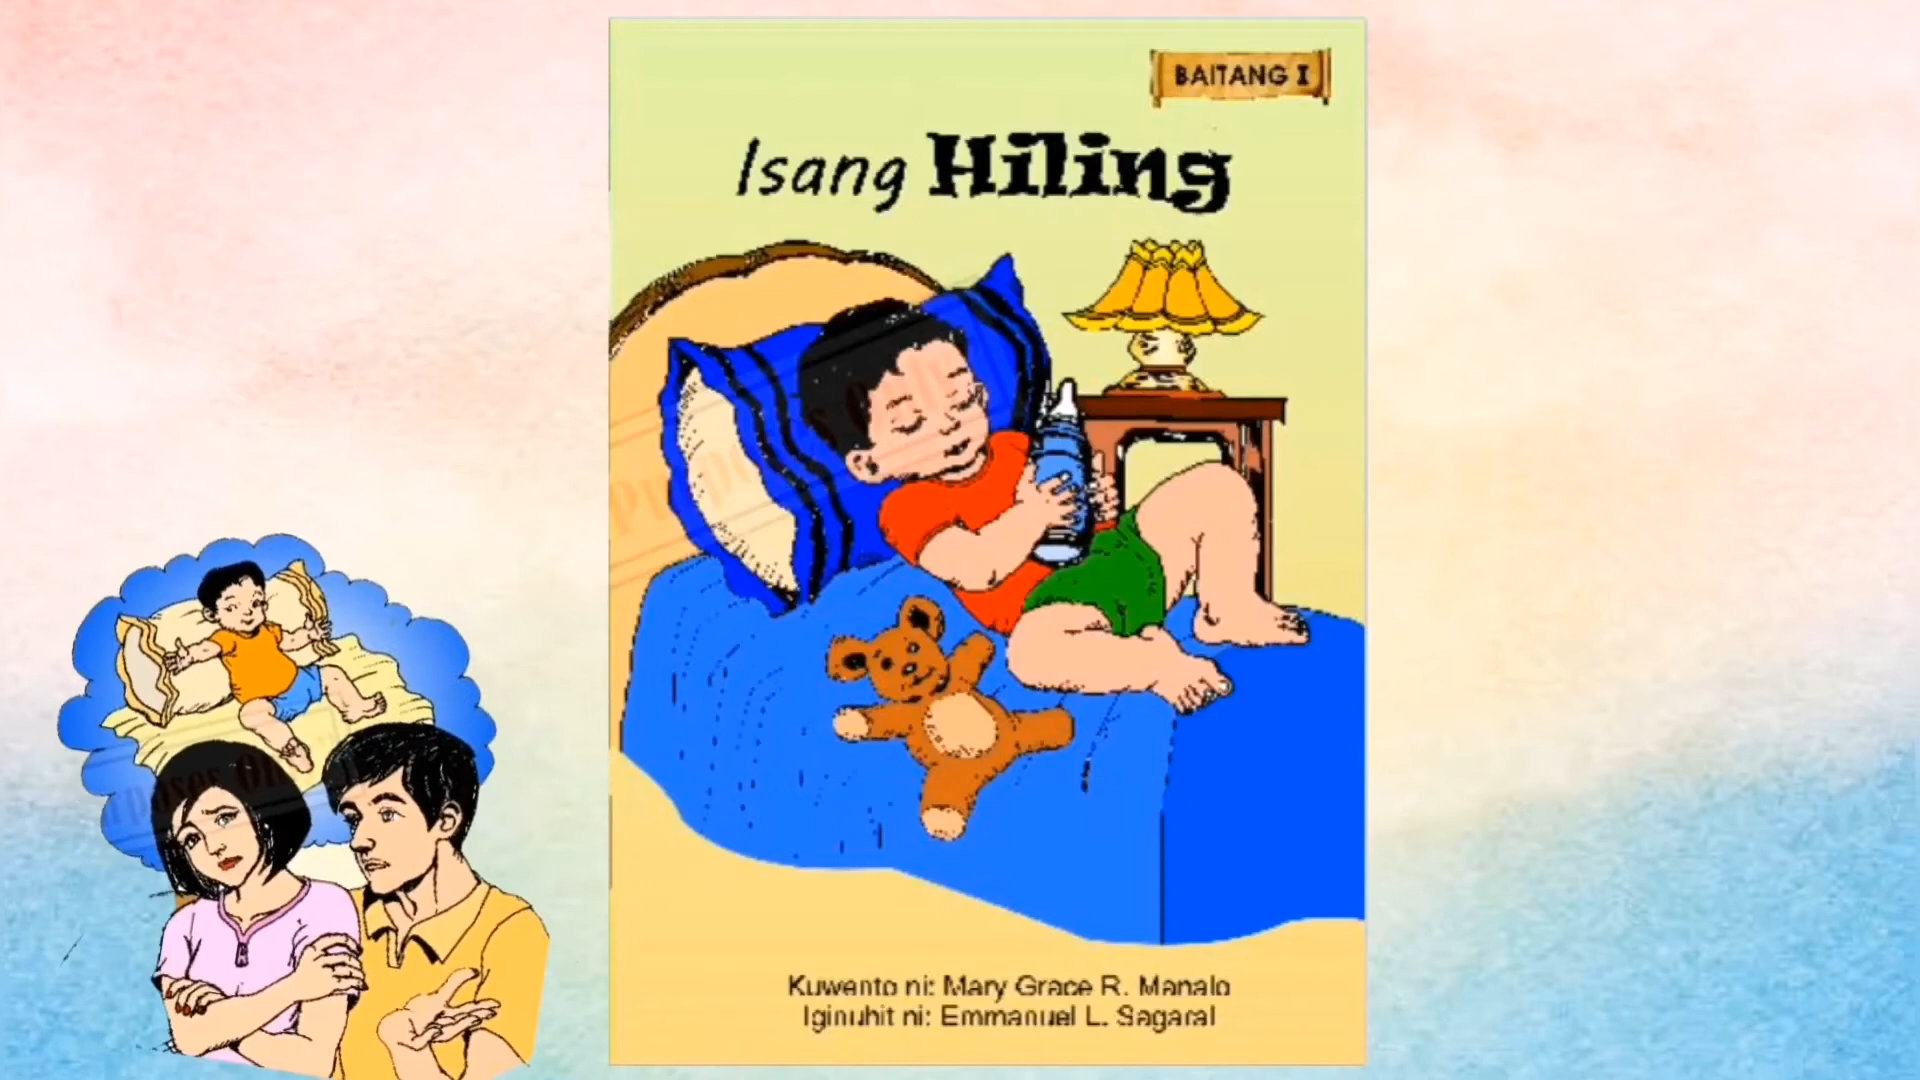 BAITANG I
Isang Hiling
Kuwento ni: Mary Grace R. Manalo
Iginuhit ni: Emmanuel L. Sagaral